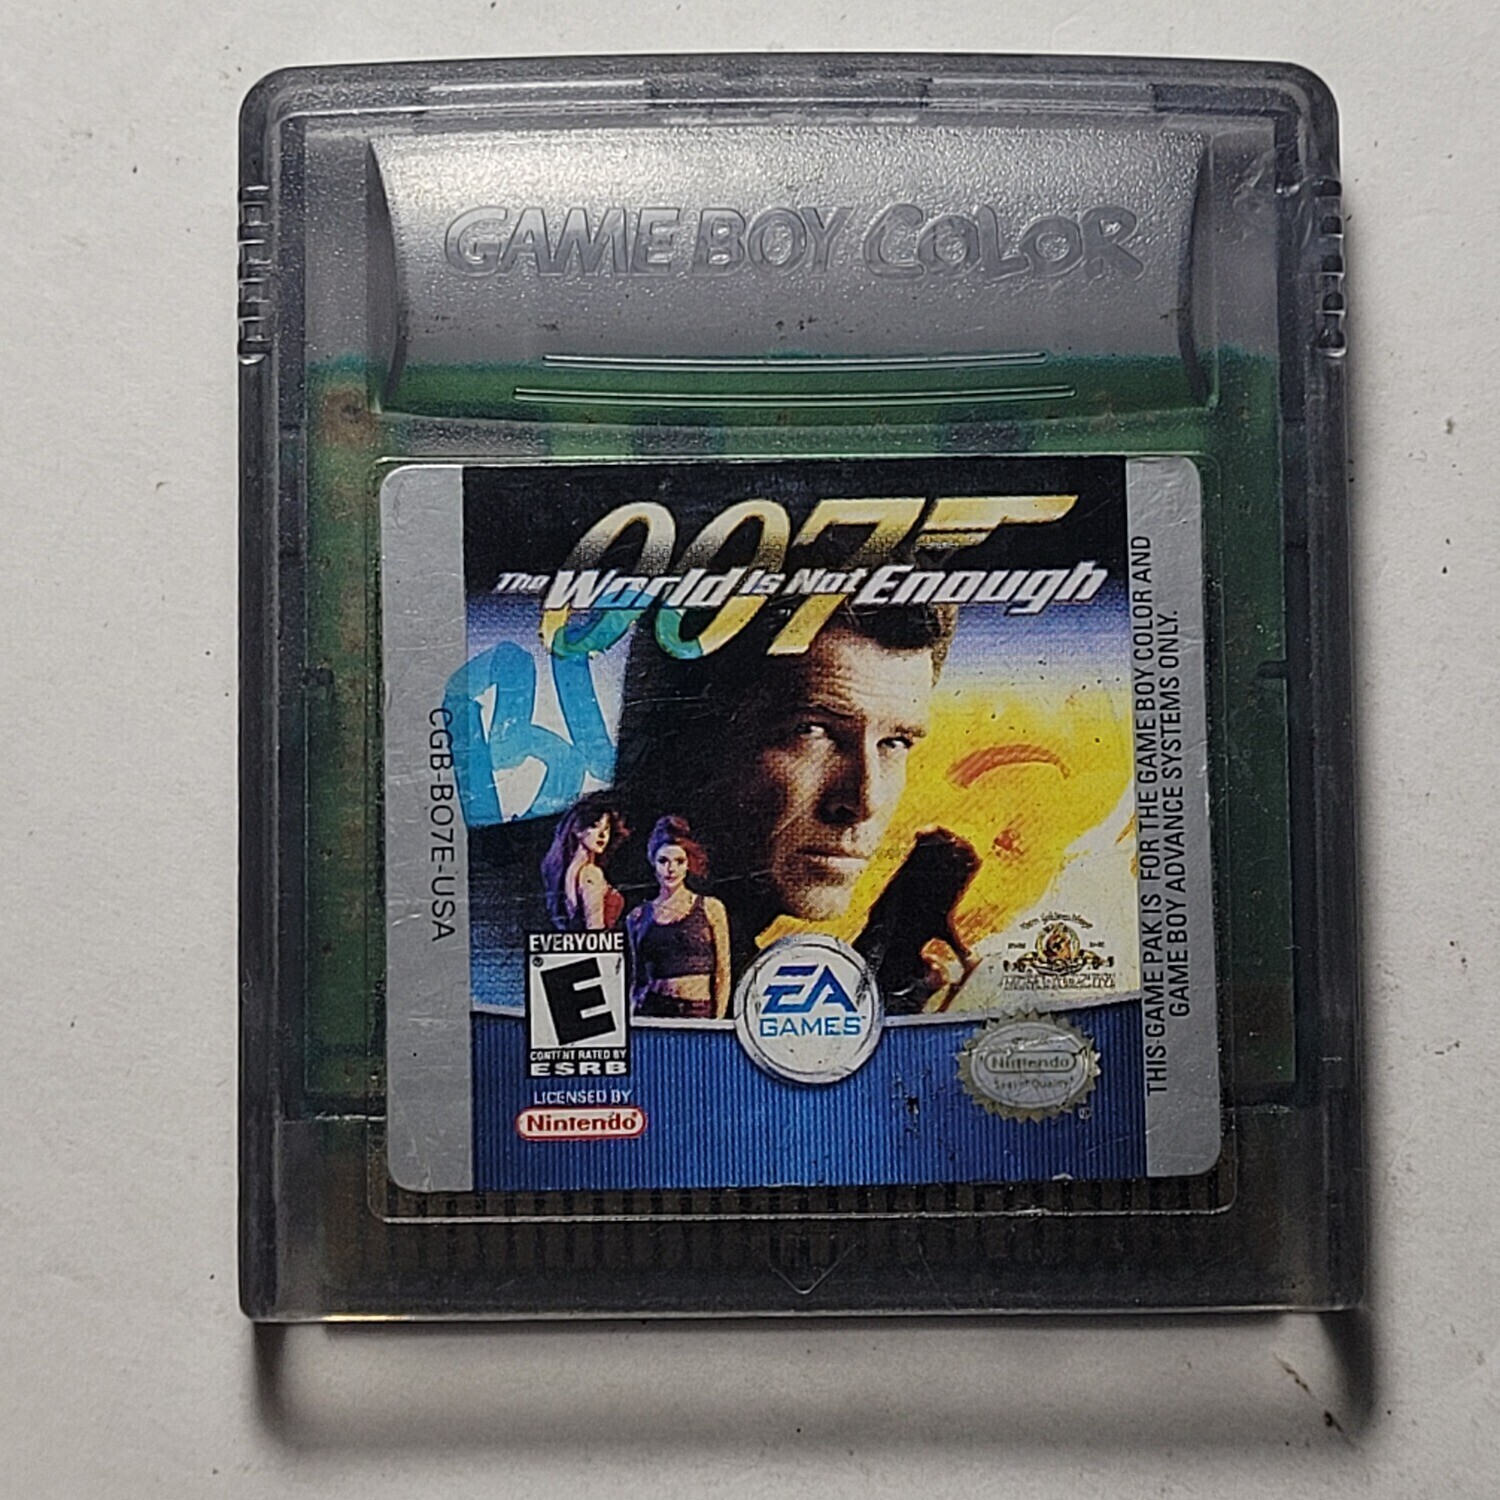 GAME BOY COLOR
007
The World is Not Enough
CGB-BO7E-USA
THIS GAME PAK IS FOR THE GAME BOY COLOR AND
GAME BOY ADVANCE SYSTEMS ONLY.
EVERYONE
E
CONTENT RATED BY
ESRB
EA
GAMES
LICENSED BY
Nintendo
Nintendo